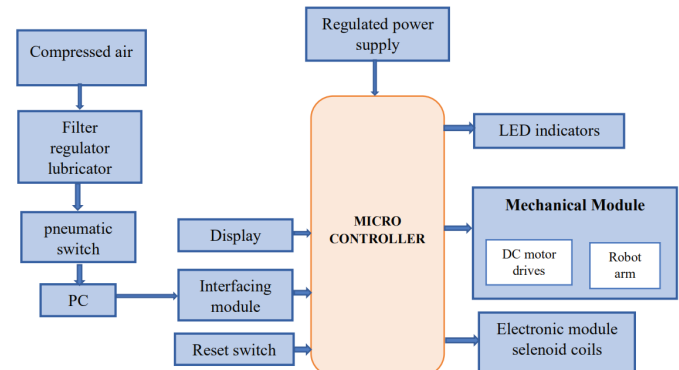 Regulated power
supply
Compressed air
Filter
regulator
lubricator
LED indicators
Mechanical Module
DC motor
drives
Robot
arm
pneumatic
switch
MICRO
CONTROLLER
Display
PC
Interfacing
module
Reset switch
Electronic module
selenoid coils